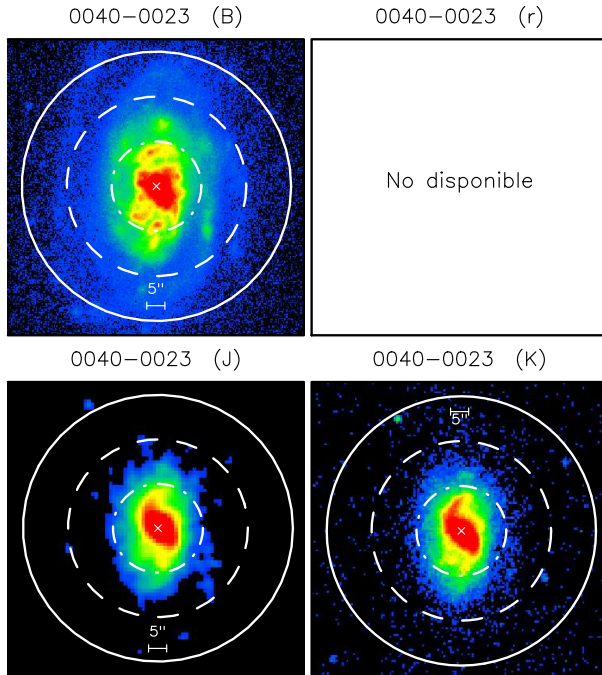 0040-0023 (B)
0040-0023 (r)
5"
No disponible
0040-0023 (J)
0040-0023 (K)
5"
5"